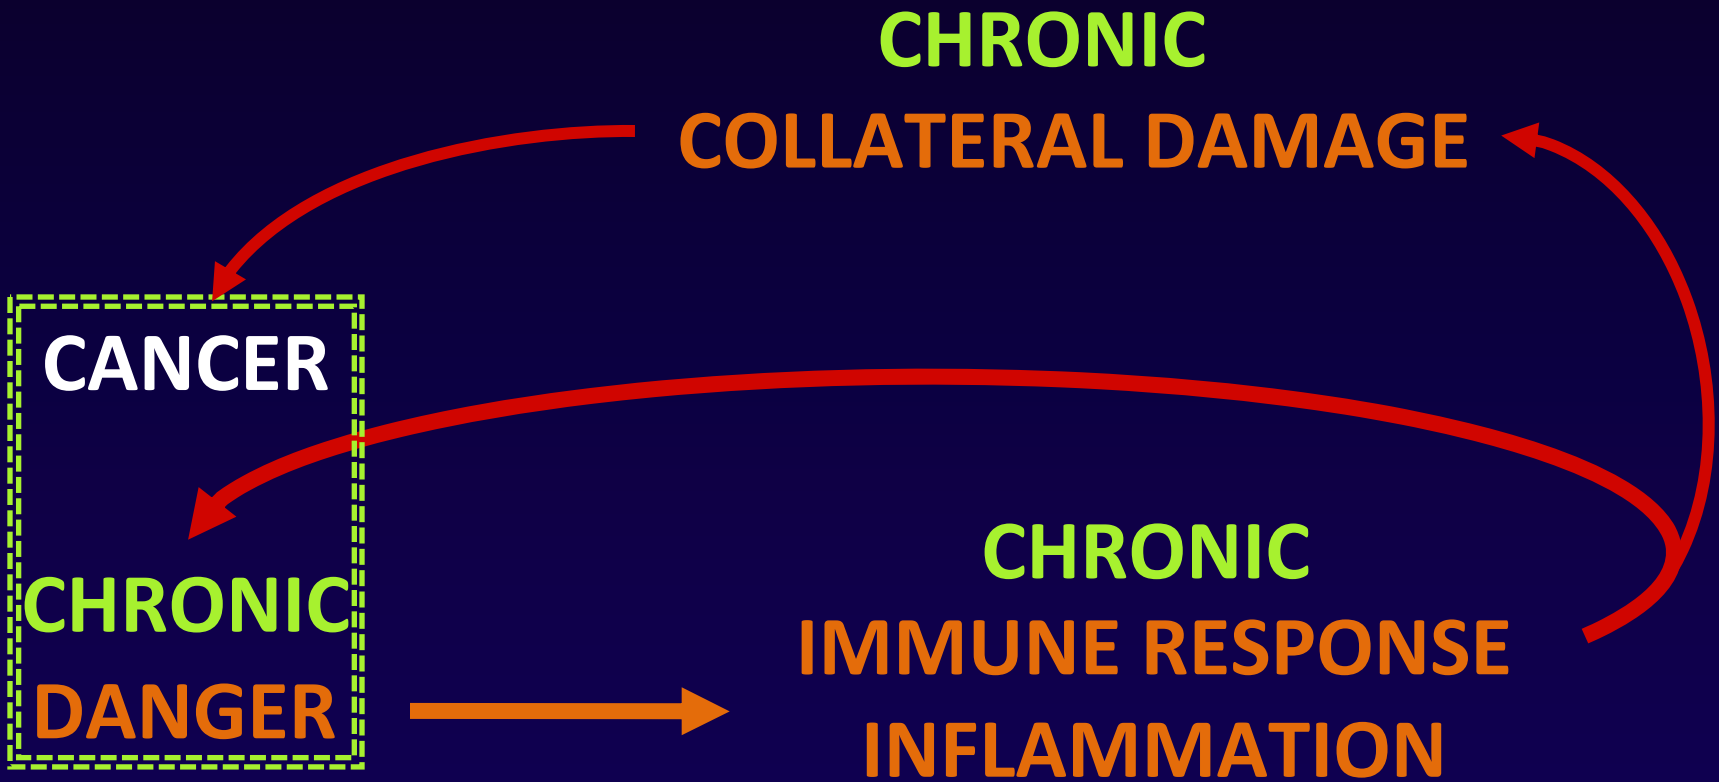 CHRONIC
COLLATERAL DAMAGE
CANCER
CHRONIC
DANGER
CHRONIC
IMMUNE RESPONSE
INFLAMMATION